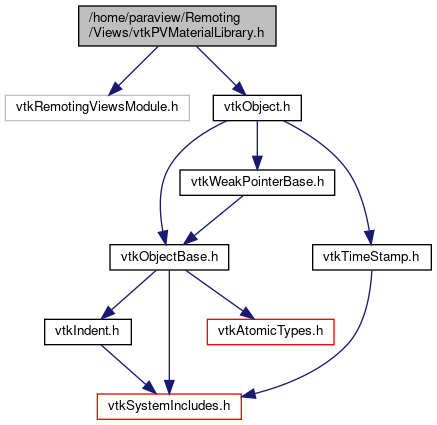 /home/paraview/Remoting
/Views/vtkPVMaterialLibrary.h
vtkRemotingViewsModule.h
vtkObject.h
vtkWeakPointerBase.h
vtkObjectBase.h
vtkTimeStamp.h
vtkIndent.h
vtkAtomicTypes.h
vtkSystemIncludes.h